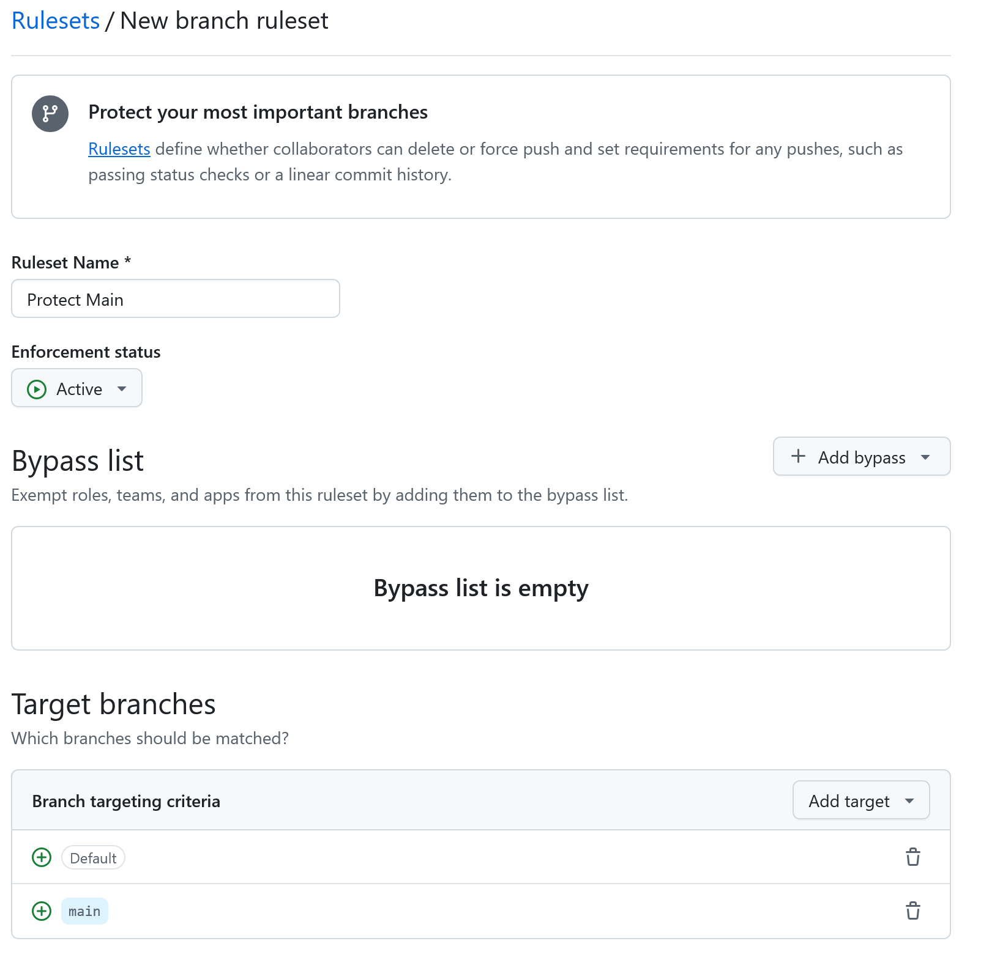 Rulesets / New branch ruleset
Protect your most important branches
Rulesets define whether collaborators can delete or force push and set requirements for any pushes, such as
passing status checks or a linear commit history.
Ruleset Name *
Protect Main
Enforcement status
Active
Bypass list
Add bypass
Exempt roles, teams, and apps from this ruleset by adding them to the bypass list.
Bypass list is empty
Target branches
Which branches should be matched?
Branch targeting criteria
Add target
Default
main